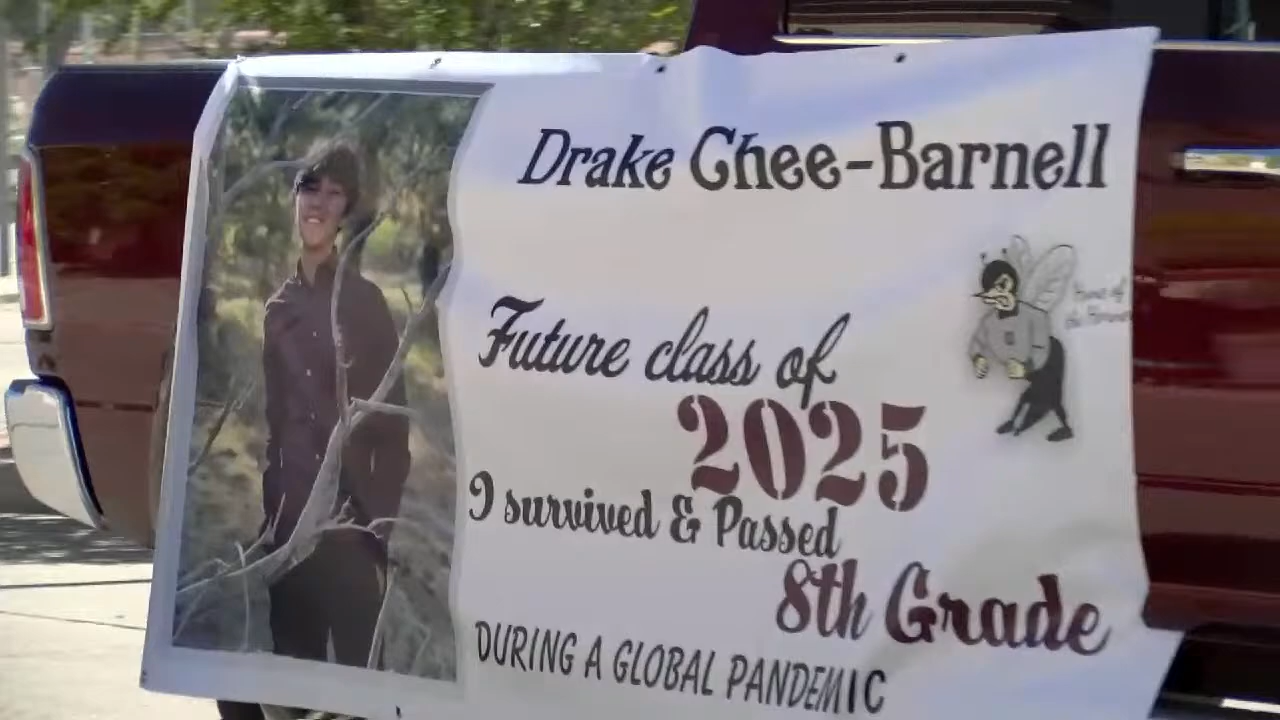 Drake Chee-Barnell
Future class of
2025
I survived & Passed
8th Grade
DURING A GLOBAL PANDEMIC